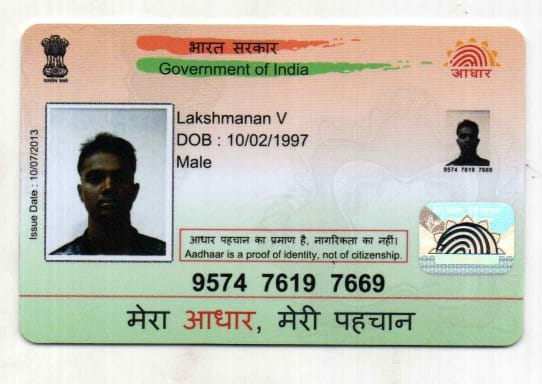 भारत सरकार
Government of India
आधार
Issue Date : 10/07/2013
Lakshmanan V
DOB : 10/02/1997
Male
9574 7619 7669
आधार पहचान का प्रमाण है, नागरिकता का नहीं।
Aadhaar is a proof of identity, not of citizenship.
9574 7619 7669
मेरा आधार, मेरी पहचान